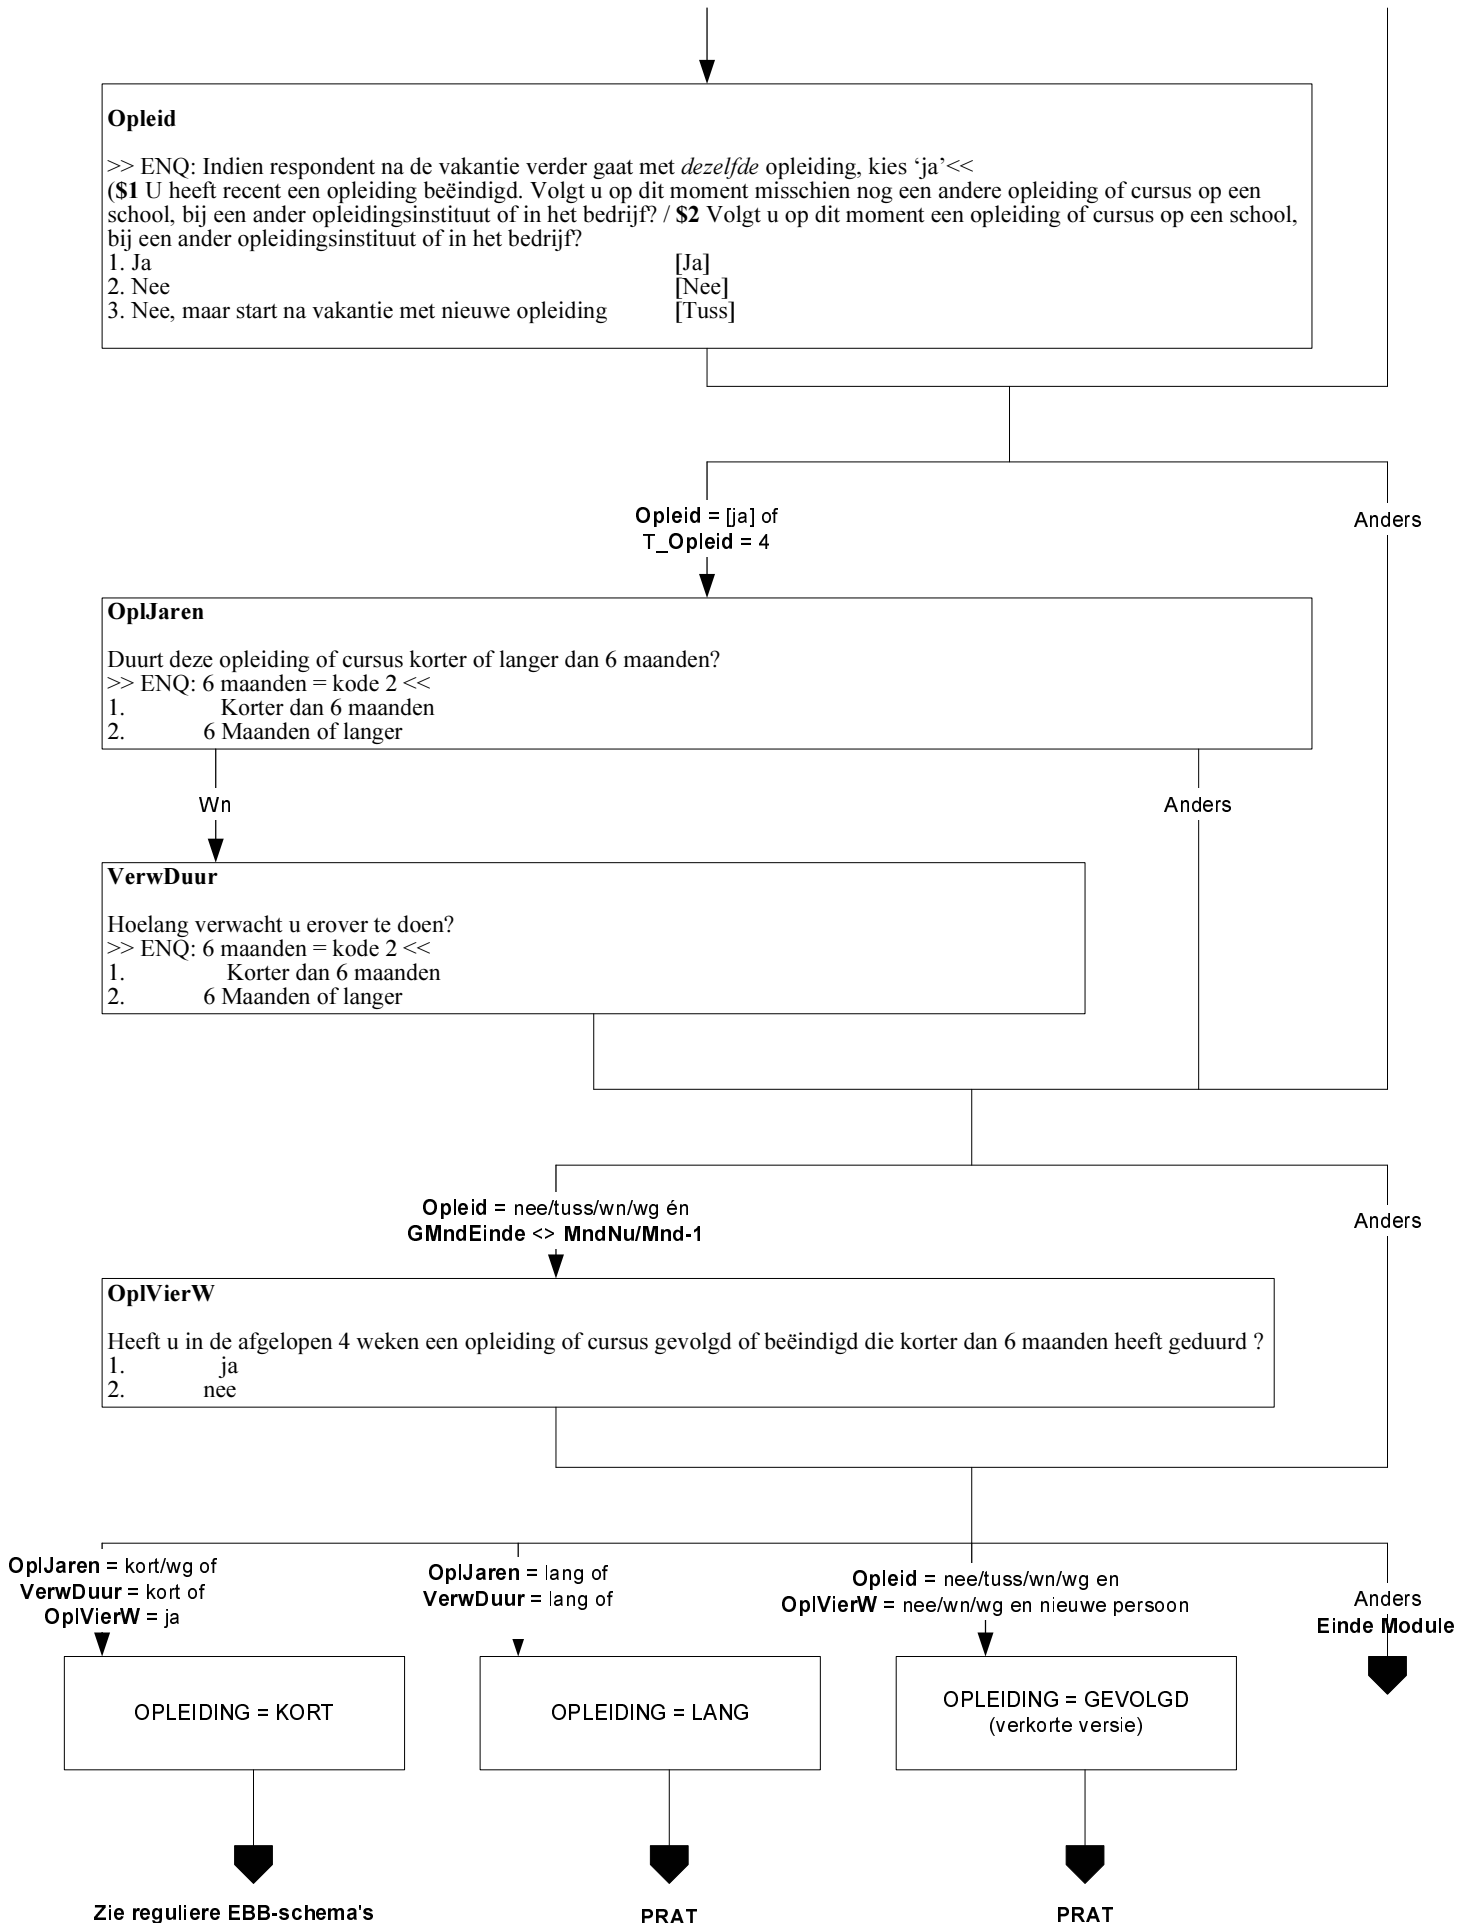 Opleid
>> ENQ: Indien respondent na de vakantie verder gaat met dezelfde opleiding, kies ‘ja’<<
($1 U heeft recent een opleiding beëindigd. Volgt u op dit moment misschien nog een andere opleiding of cursus op een
school, bij een ander opleidingsinstituut of in het bedrijf? / $2 Volgt u op dit moment een opleiding of cursus op een school,
bij een ander opleidingsinstituut of in het bedrijf?
1. Ja [Ja]
2. Nee [Nee]
3. Nee, maar start na vakantie met nieuwe opleiding [Tuss]
Opleid = [ja] of
T_Opleid = 4
Anders
OplJaren
Duurt deze opleiding of cursus korter of langer dan 6 maanden?
>> ENQ: 6 maanden = kode 2 <<
1. Korter dan 6 maanden
2. 6 Maanden of langer
Wn
Anders
VerwDuur
Hoelang verwacht u erover te doen?
>> ENQ: 6 maanden = kode 2 <<
1. Korter dan 6 maanden
2. 6 Maanden of langer
Opleid = nee/tuss/wn/wg én
GMndEinde <> MndNu/Mnd-1
Anders
OplVierW
Heeft u in de afgelopen 4 weken een opleiding of cursus gevolgd of beëindigd die korter dan 6 maanden heeft geduurd ?
1. ja
2. nee
OplJaren = kort/wg of
VerwDuur = kort of
OplVierW = ja
OplJaren = lang of
VerwDuur = lang of
Opleid = nee/tuss/wn/wg en
OplVierW = nee/wn/wg en nieuwe persoon
Anders
Einde Module
OPLEIDING = KORT
OPLEIDING = LANG
OPLEIDING = GEVOLGD
(verkorte versie)
Zie reguliere EBB-schema's
PRAT
PRAT